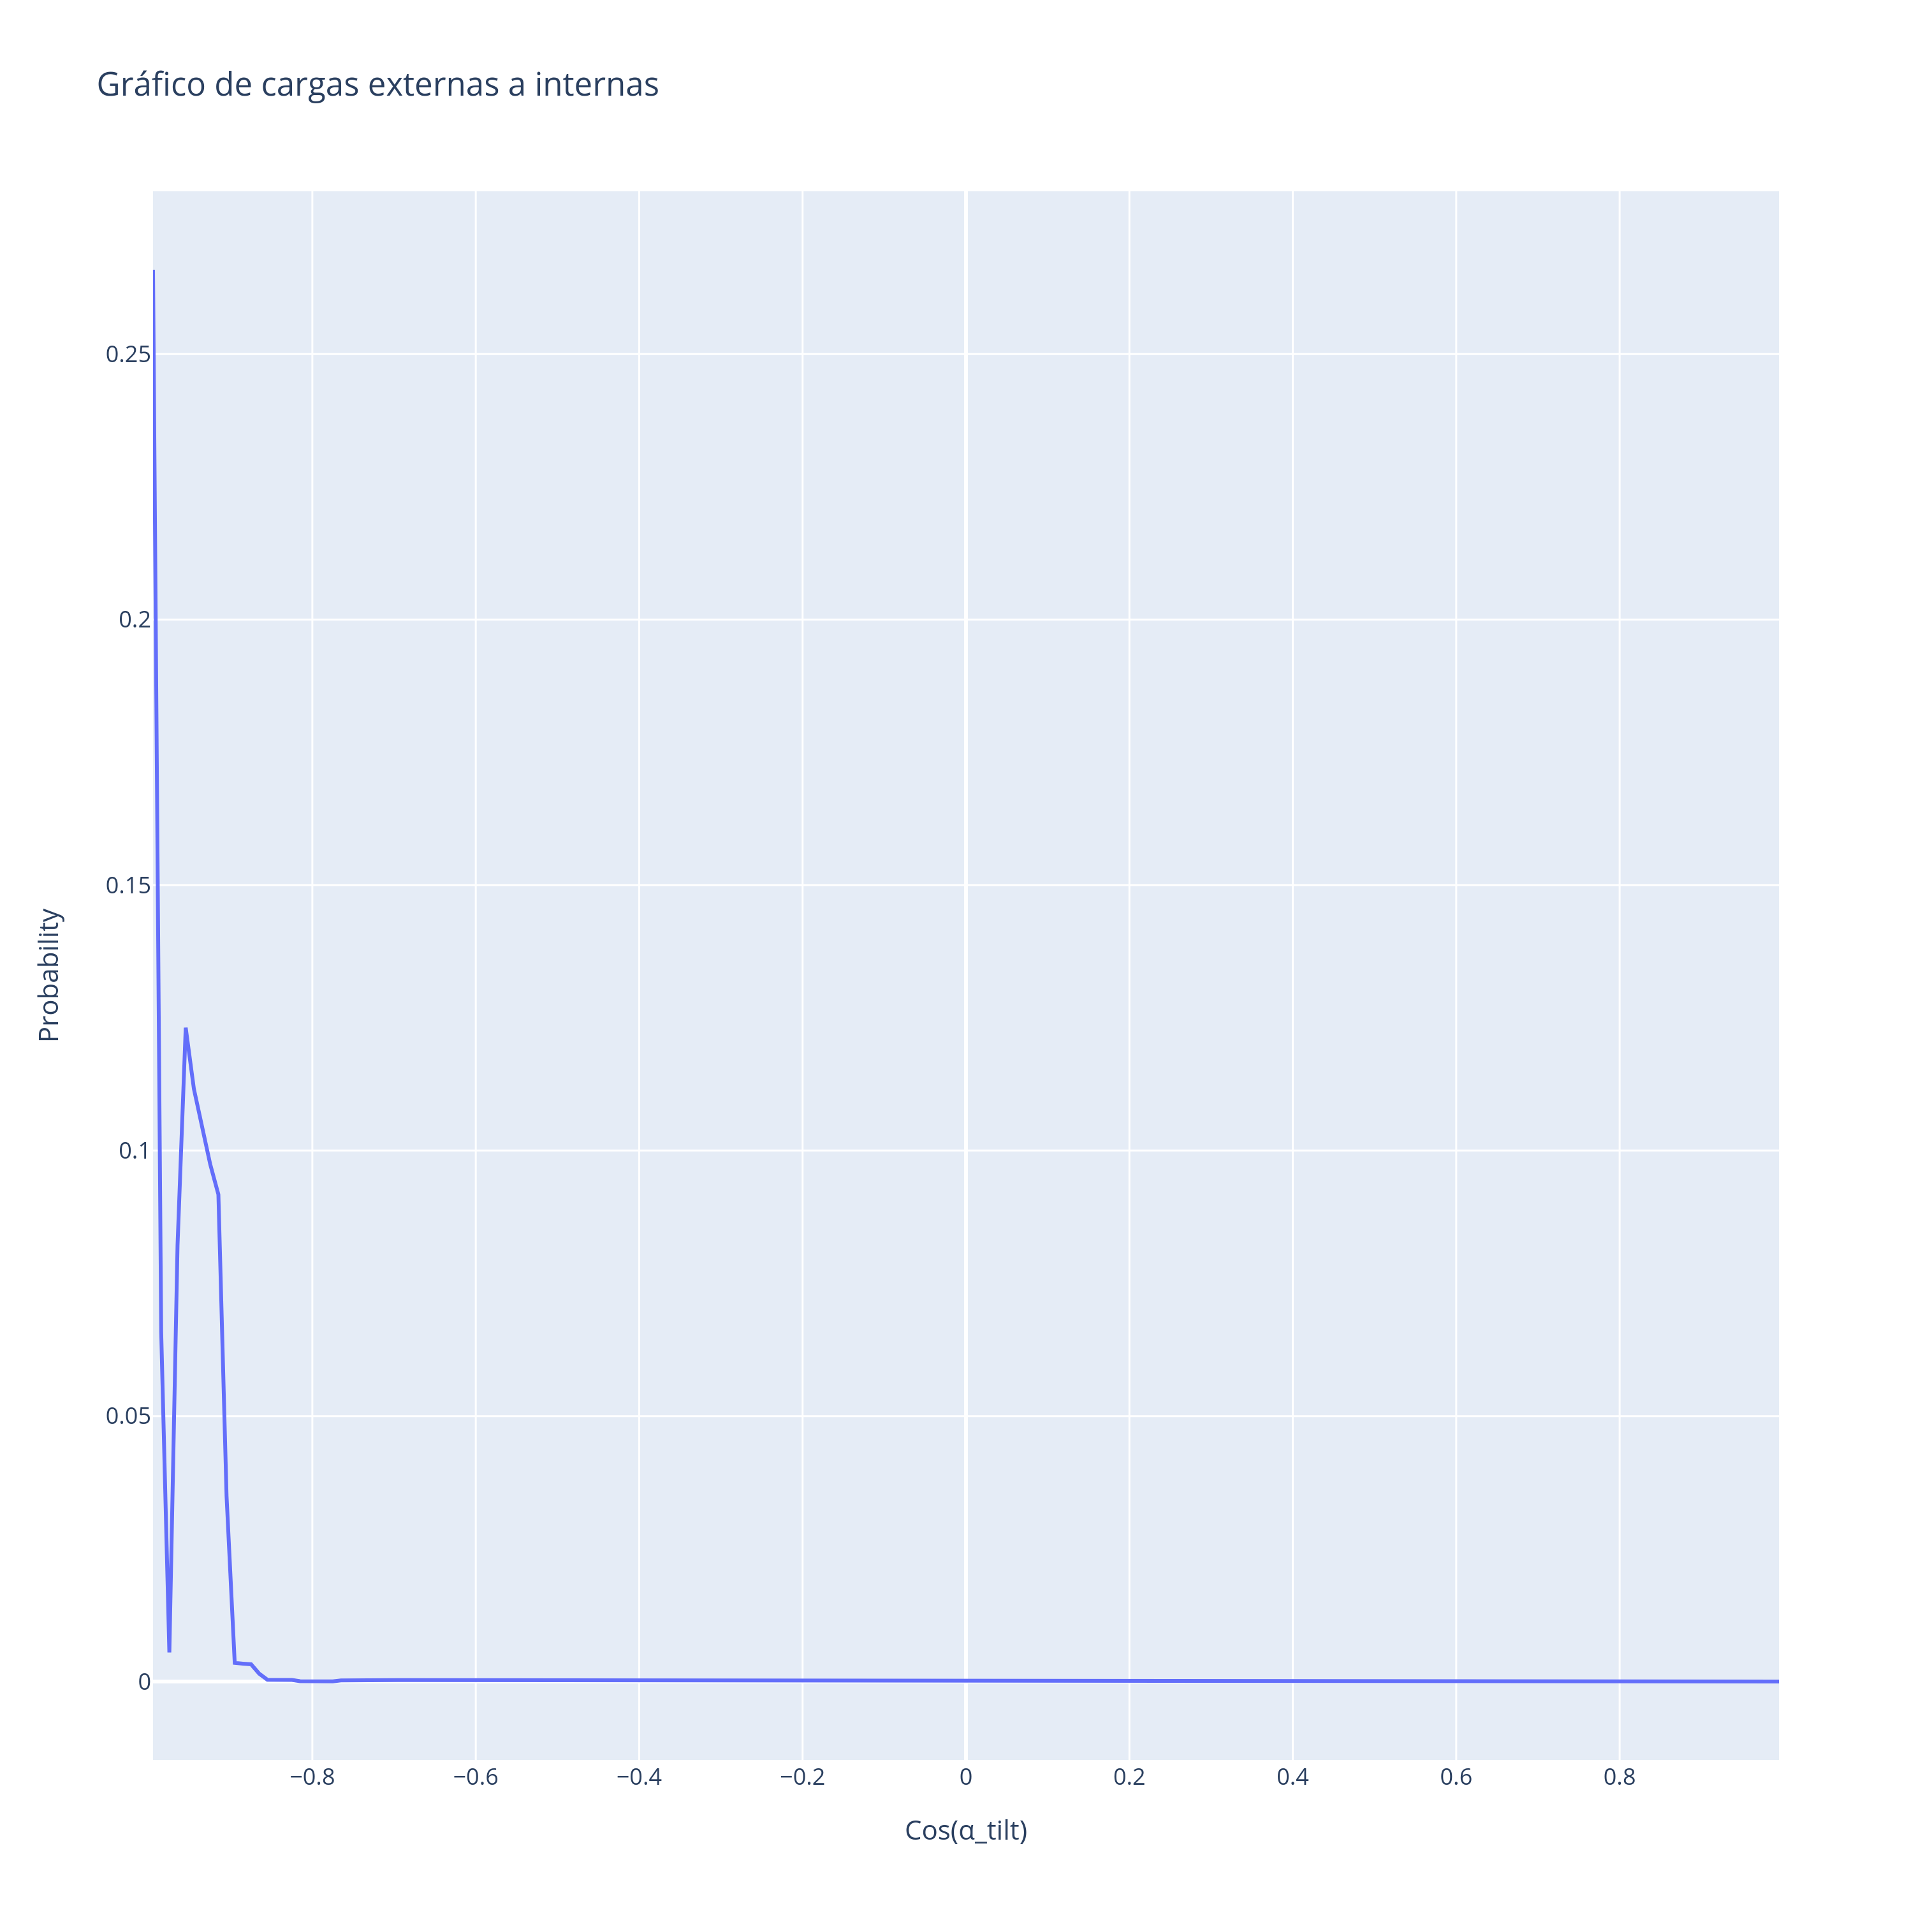 Gráfico de cargas externas a internas
0.25
0.2
0.15
0.1
0.05
0
Probability
−0.8 −0.6 −0.4 −0.2 0 0.2 0.4 0.6 0.8
Cos(α_tilt)